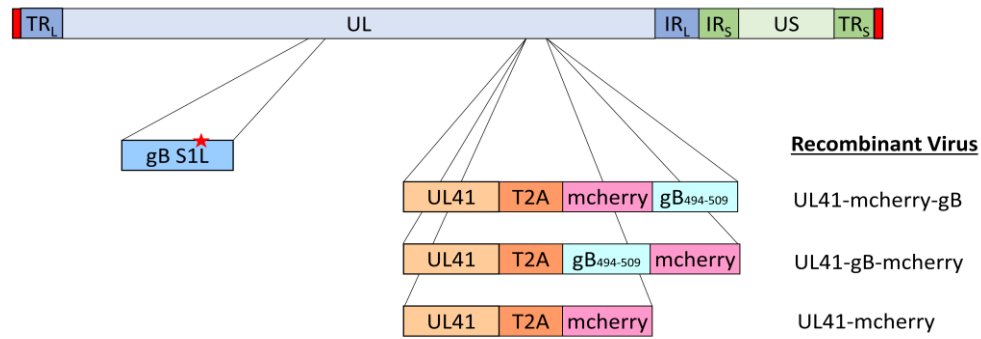 TRL UL IRL IRS US TRS
gB S1L
Recombinant Virus
UL41 T2A mcherry gB494-509 UL41-mcherry-gB
UL41 T2A gB494-509 mcherry UL41-gB-mcherry
UL41 T2A mcherry UL41-mcherry